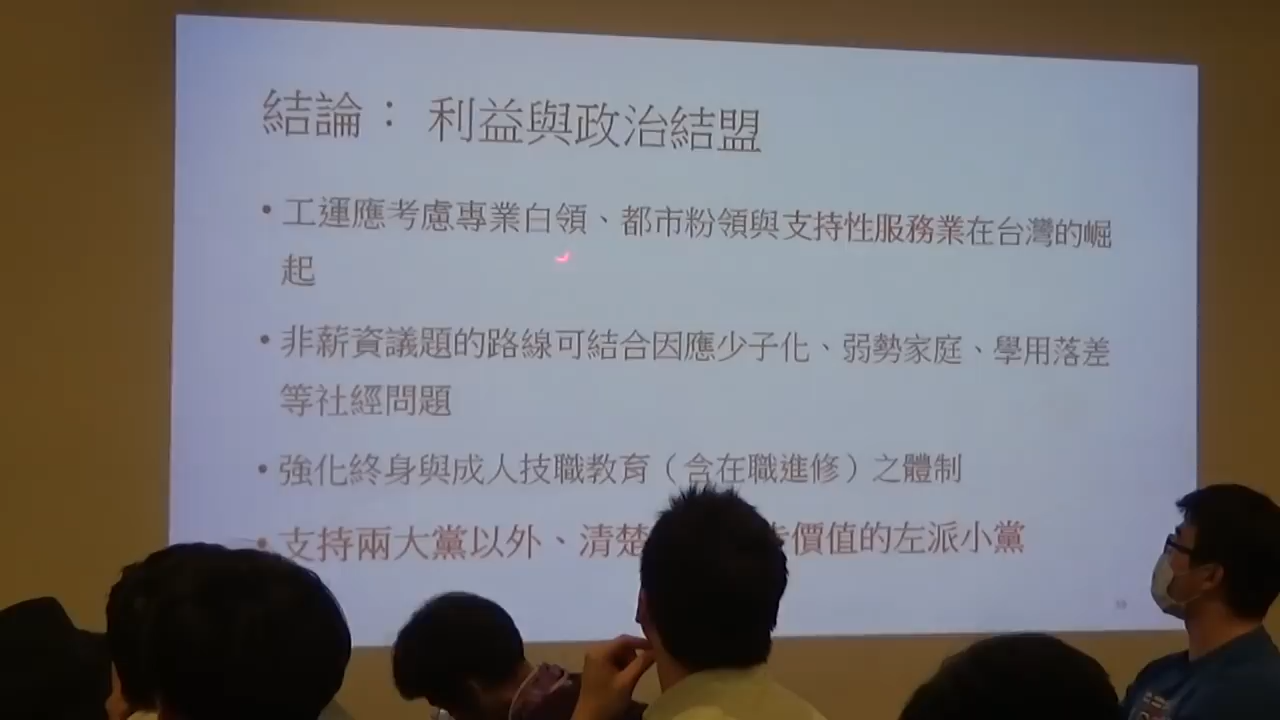 結論： 利益與政治結盟
• 工運應考慮專業白領、都市粉領與支持性服務業在台灣的崛
起
• 非薪資議題的路線可結合因應少子化、弱勢家庭、學用落差
等社經問題
• 強化終身與成人技職教育（含在職進修）之體制
• 支持兩大黨以外、清楚 價值的左派小黨